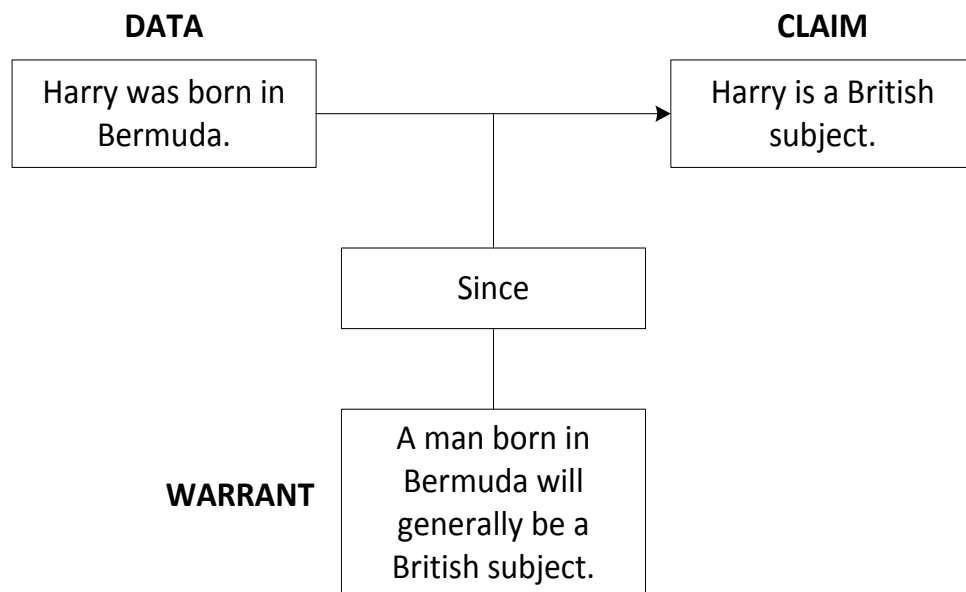 DATA
CLAIM
Harry was born in
Bermuda.
Harry is a British
subject.
Since
WARRANT
A man born in
Bermuda will
generally be a
British subject.